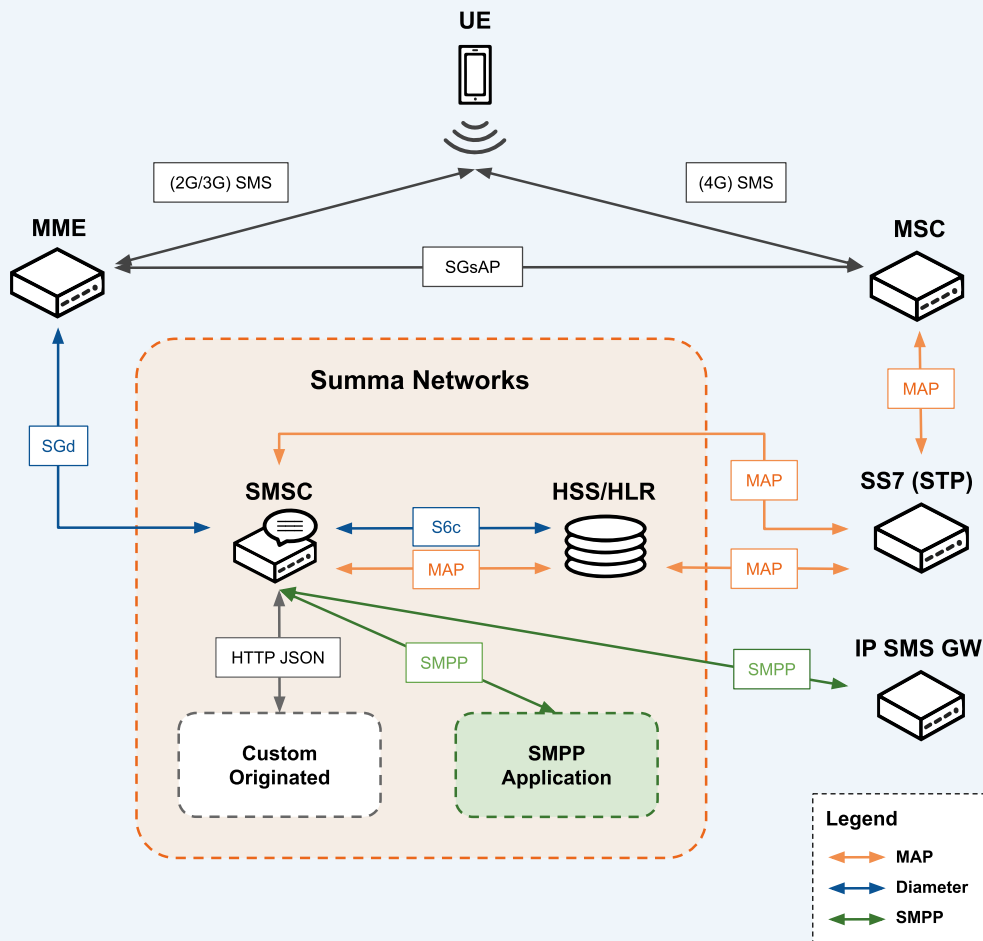 UE
(2G/3G) SMS
(4G) SMS
MME
MSC
SGsAP
Summa Networks
MAP
SGd
MAP
SMSC
HSS/HLR
SS7 (STP)
S6c
MAP
MAP
HTTP JSON
SMPP
SMPP
IP SMS GW
Custom
Originated
SMPP
Application
Legend
MAP
Diameter
SMPP